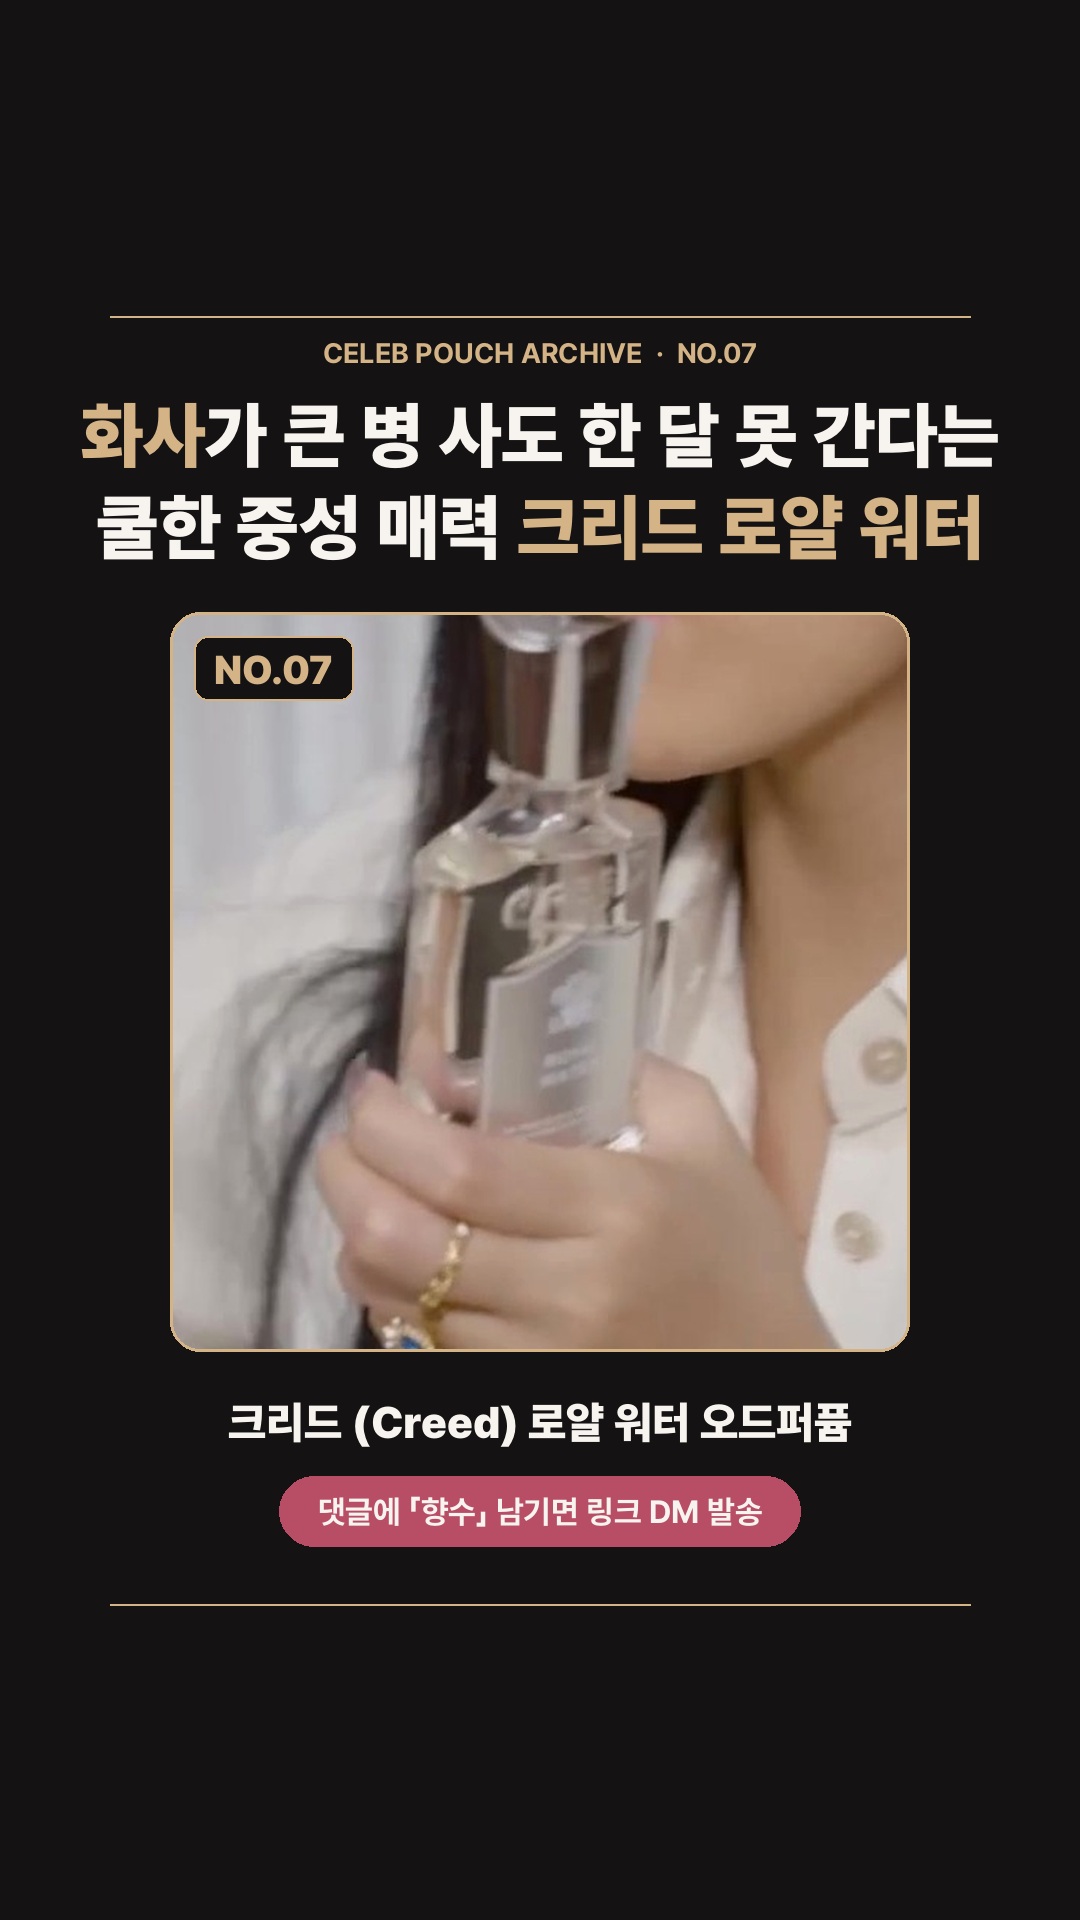 CELEB POUCH ARCHIVE · NO.07
화사가 큰 병 사도 한 달 못 간다는
쿨한 중성 매력 크리드 로얄 워터
NO.07
크리드 (Creed) 로얄 워터 오드퍼퓸
댓글에 「향수」 남기면 링크 DM 발송